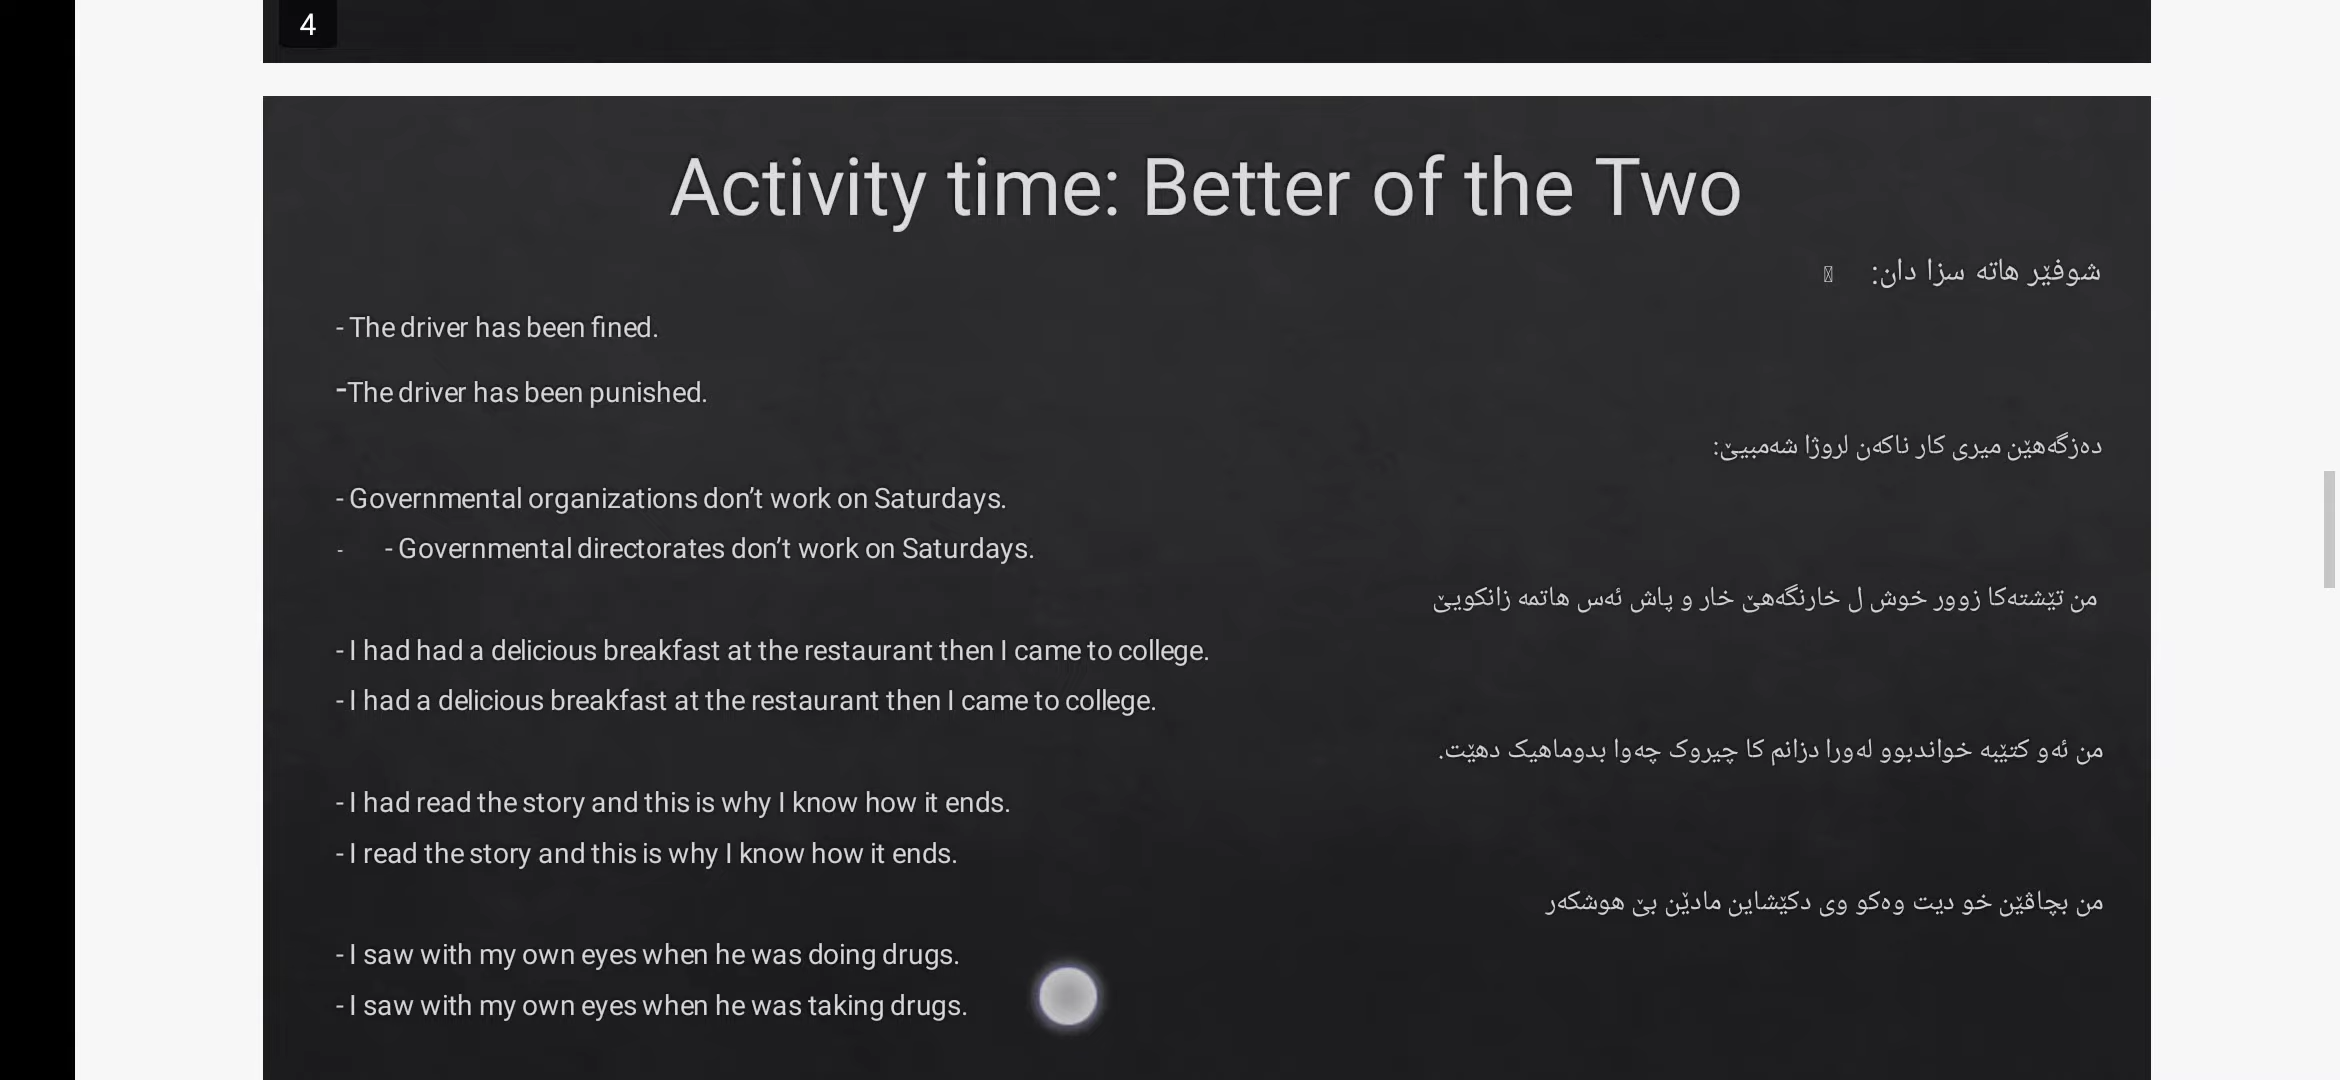 4
Activity time: Better of the Two
شوفێر هاتە سزا دان:
- The driver has been fined.
-The driver has been punished.
دەزگەهێن میری کار ناکەن لروژا شەمبیێ:
- Governmental organizations don’t work on Saturdays.
- - Governmental directorates don’t work on Saturdays.
من تێشتەکا زوور خوش ل خارنگەهێ خار و پاش ئەس هاتمە زانکویێ
- I had had a delicious breakfast at the restaurant then I came to college.
- I had a delicious breakfast at the restaurant then I came to college.
من ئەو کتێبە خواندبوو لەورا دزانم کا چیروک چەوا بدوماهیک دهێت.
- I had read the story and this is why I know how it ends.
- I read the story and this is why I know how it ends.
من بچاڤێن خو دیت وەکو وی دکێشاین مادێن بێ هوشکەر
- I saw with my own eyes when he was doing drugs.
- I saw with my own eyes when he was taking drugs.